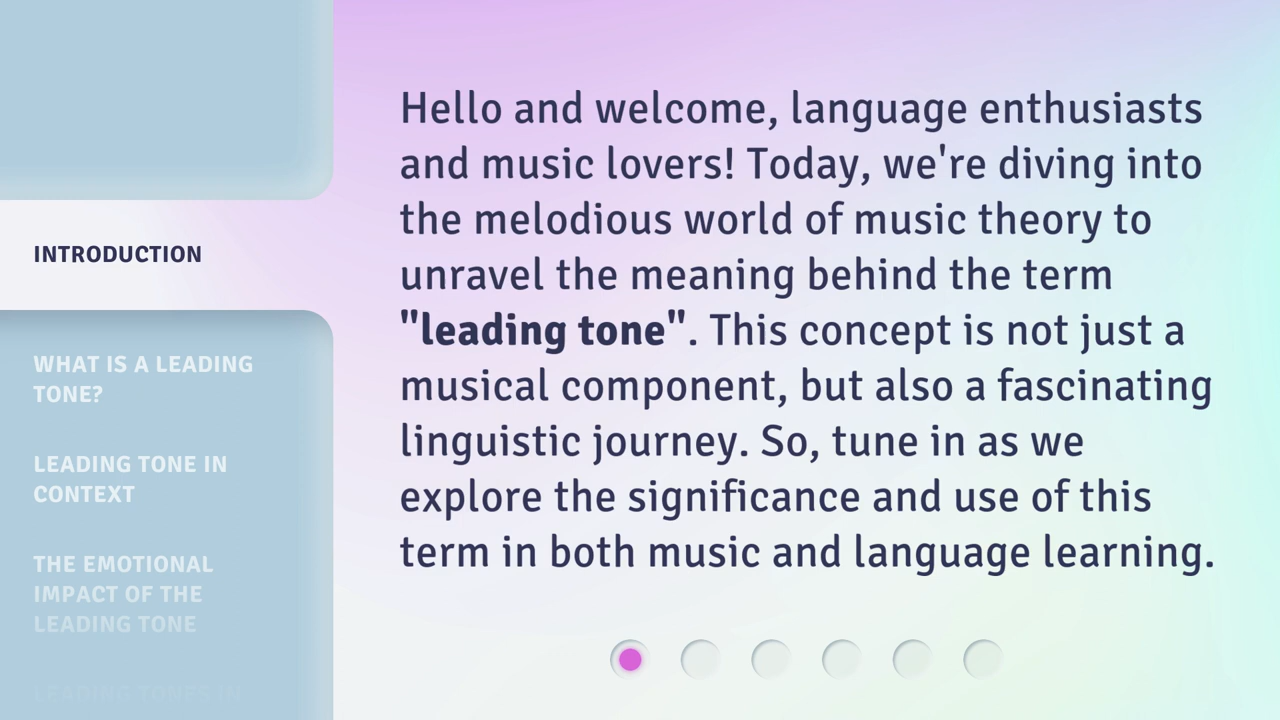 INTRODUCTION
WHAT IS A LEADING
TONE?
LEADING TONE IN
CONTEXT
THE EMOTIONAL
IMPACT OF THE
LEADING TONE
LEADING TONES IN
Hello and welcome, language enthusiasts
and music lovers! Today, we're diving into
the melodious world of music theory to
unravel the meaning behind the term
"leading tone". This concept is not just a
musical component, but also a fascinating
linguistic journey. So, tune in as we
explore the significance and use of this
term in both music and language learning.